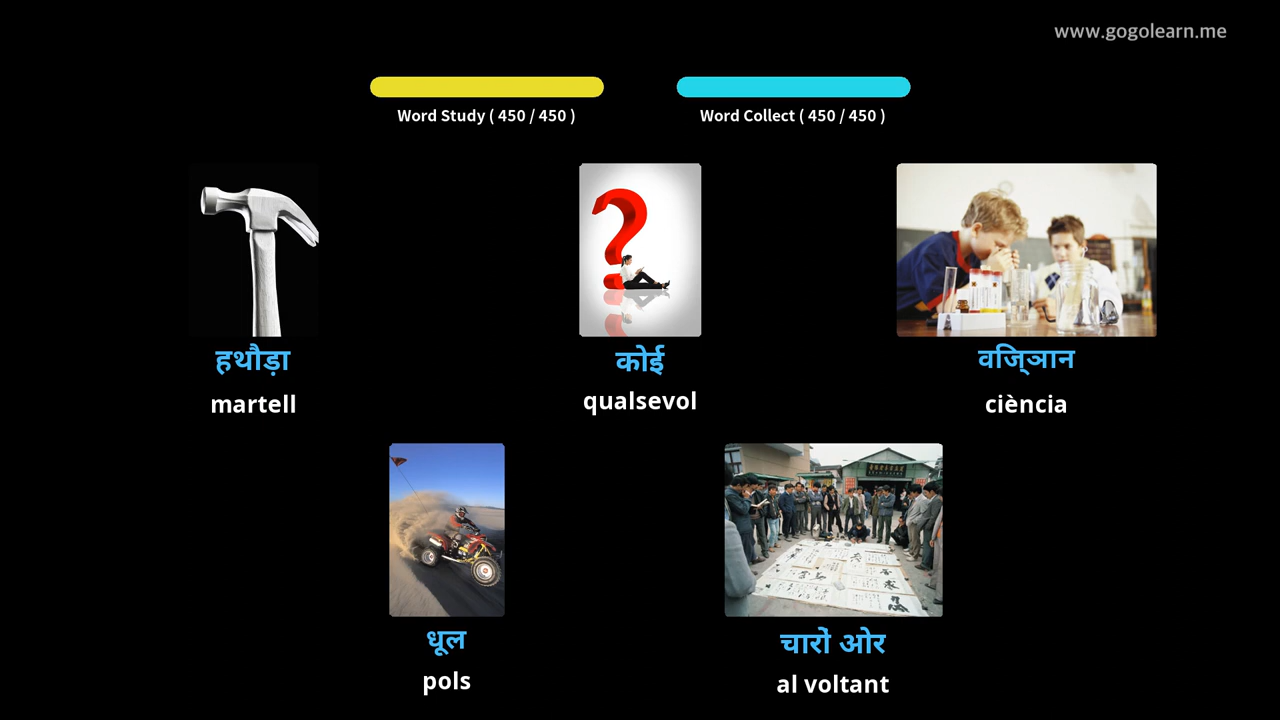 www.gogolearn.me
Word Study ( 450 / 450 )
Word Collect ( 450 / 450 )
हथौड़ा
martell
कोई
qualsevol
वजि्ञान
ciència
धूल
pols
चारों ओर
al voltant